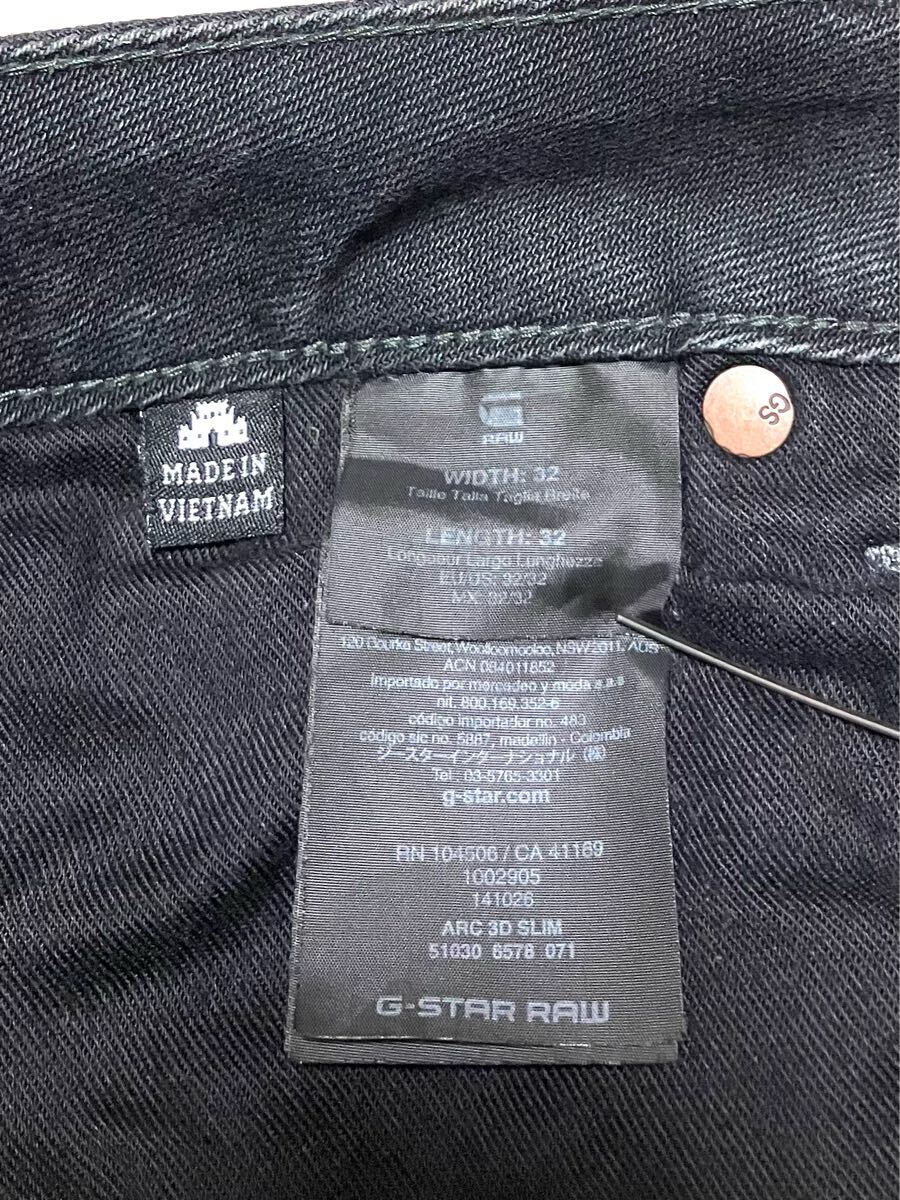 MADE IN
VIETNAM
RAW
WIDTH: 32
Taille Talla Taglia Breite
LENGTH: 32
Longueur Largo Lunghezza
EU/US: 32/32
MX: 32/32
120 Bourke Street, Woolloomooloo, NSW2011, AUS
ACN 084011852
Importado por mercadeo y moda s.a.s
nit. 800.169.352-6
código importador no. 483
código sic no. 5887, medellin - Colombia
ジースターインターナショナル (株)
Tel.: 03-5765-3301
g-star.com
RN 104506 / CA 41169
1002905
141026
ARC 3D SLIM
51030 6578 071
G-STAR RAW
GS